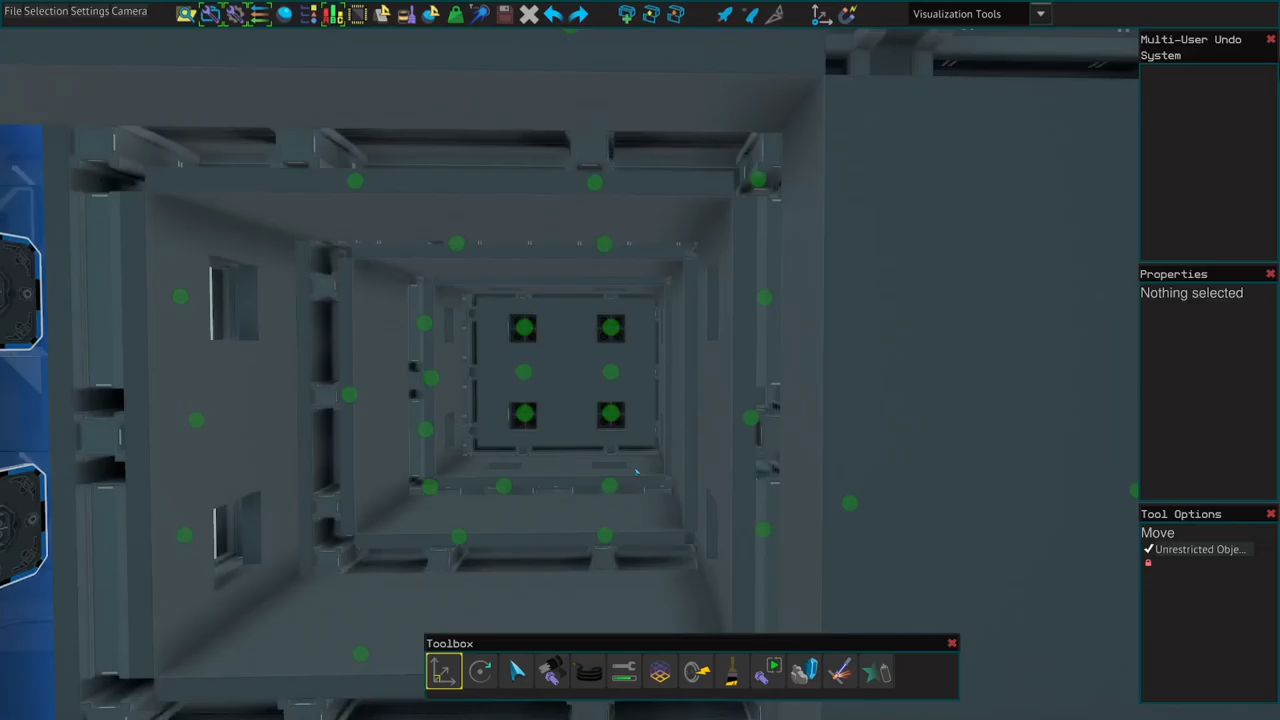 File Selection Settings Camera
Visualization Tools
Multi-User Undo
System
Properties
Nothing selected
Tool Options
Move
Unrestricted Obje...
Toolbox